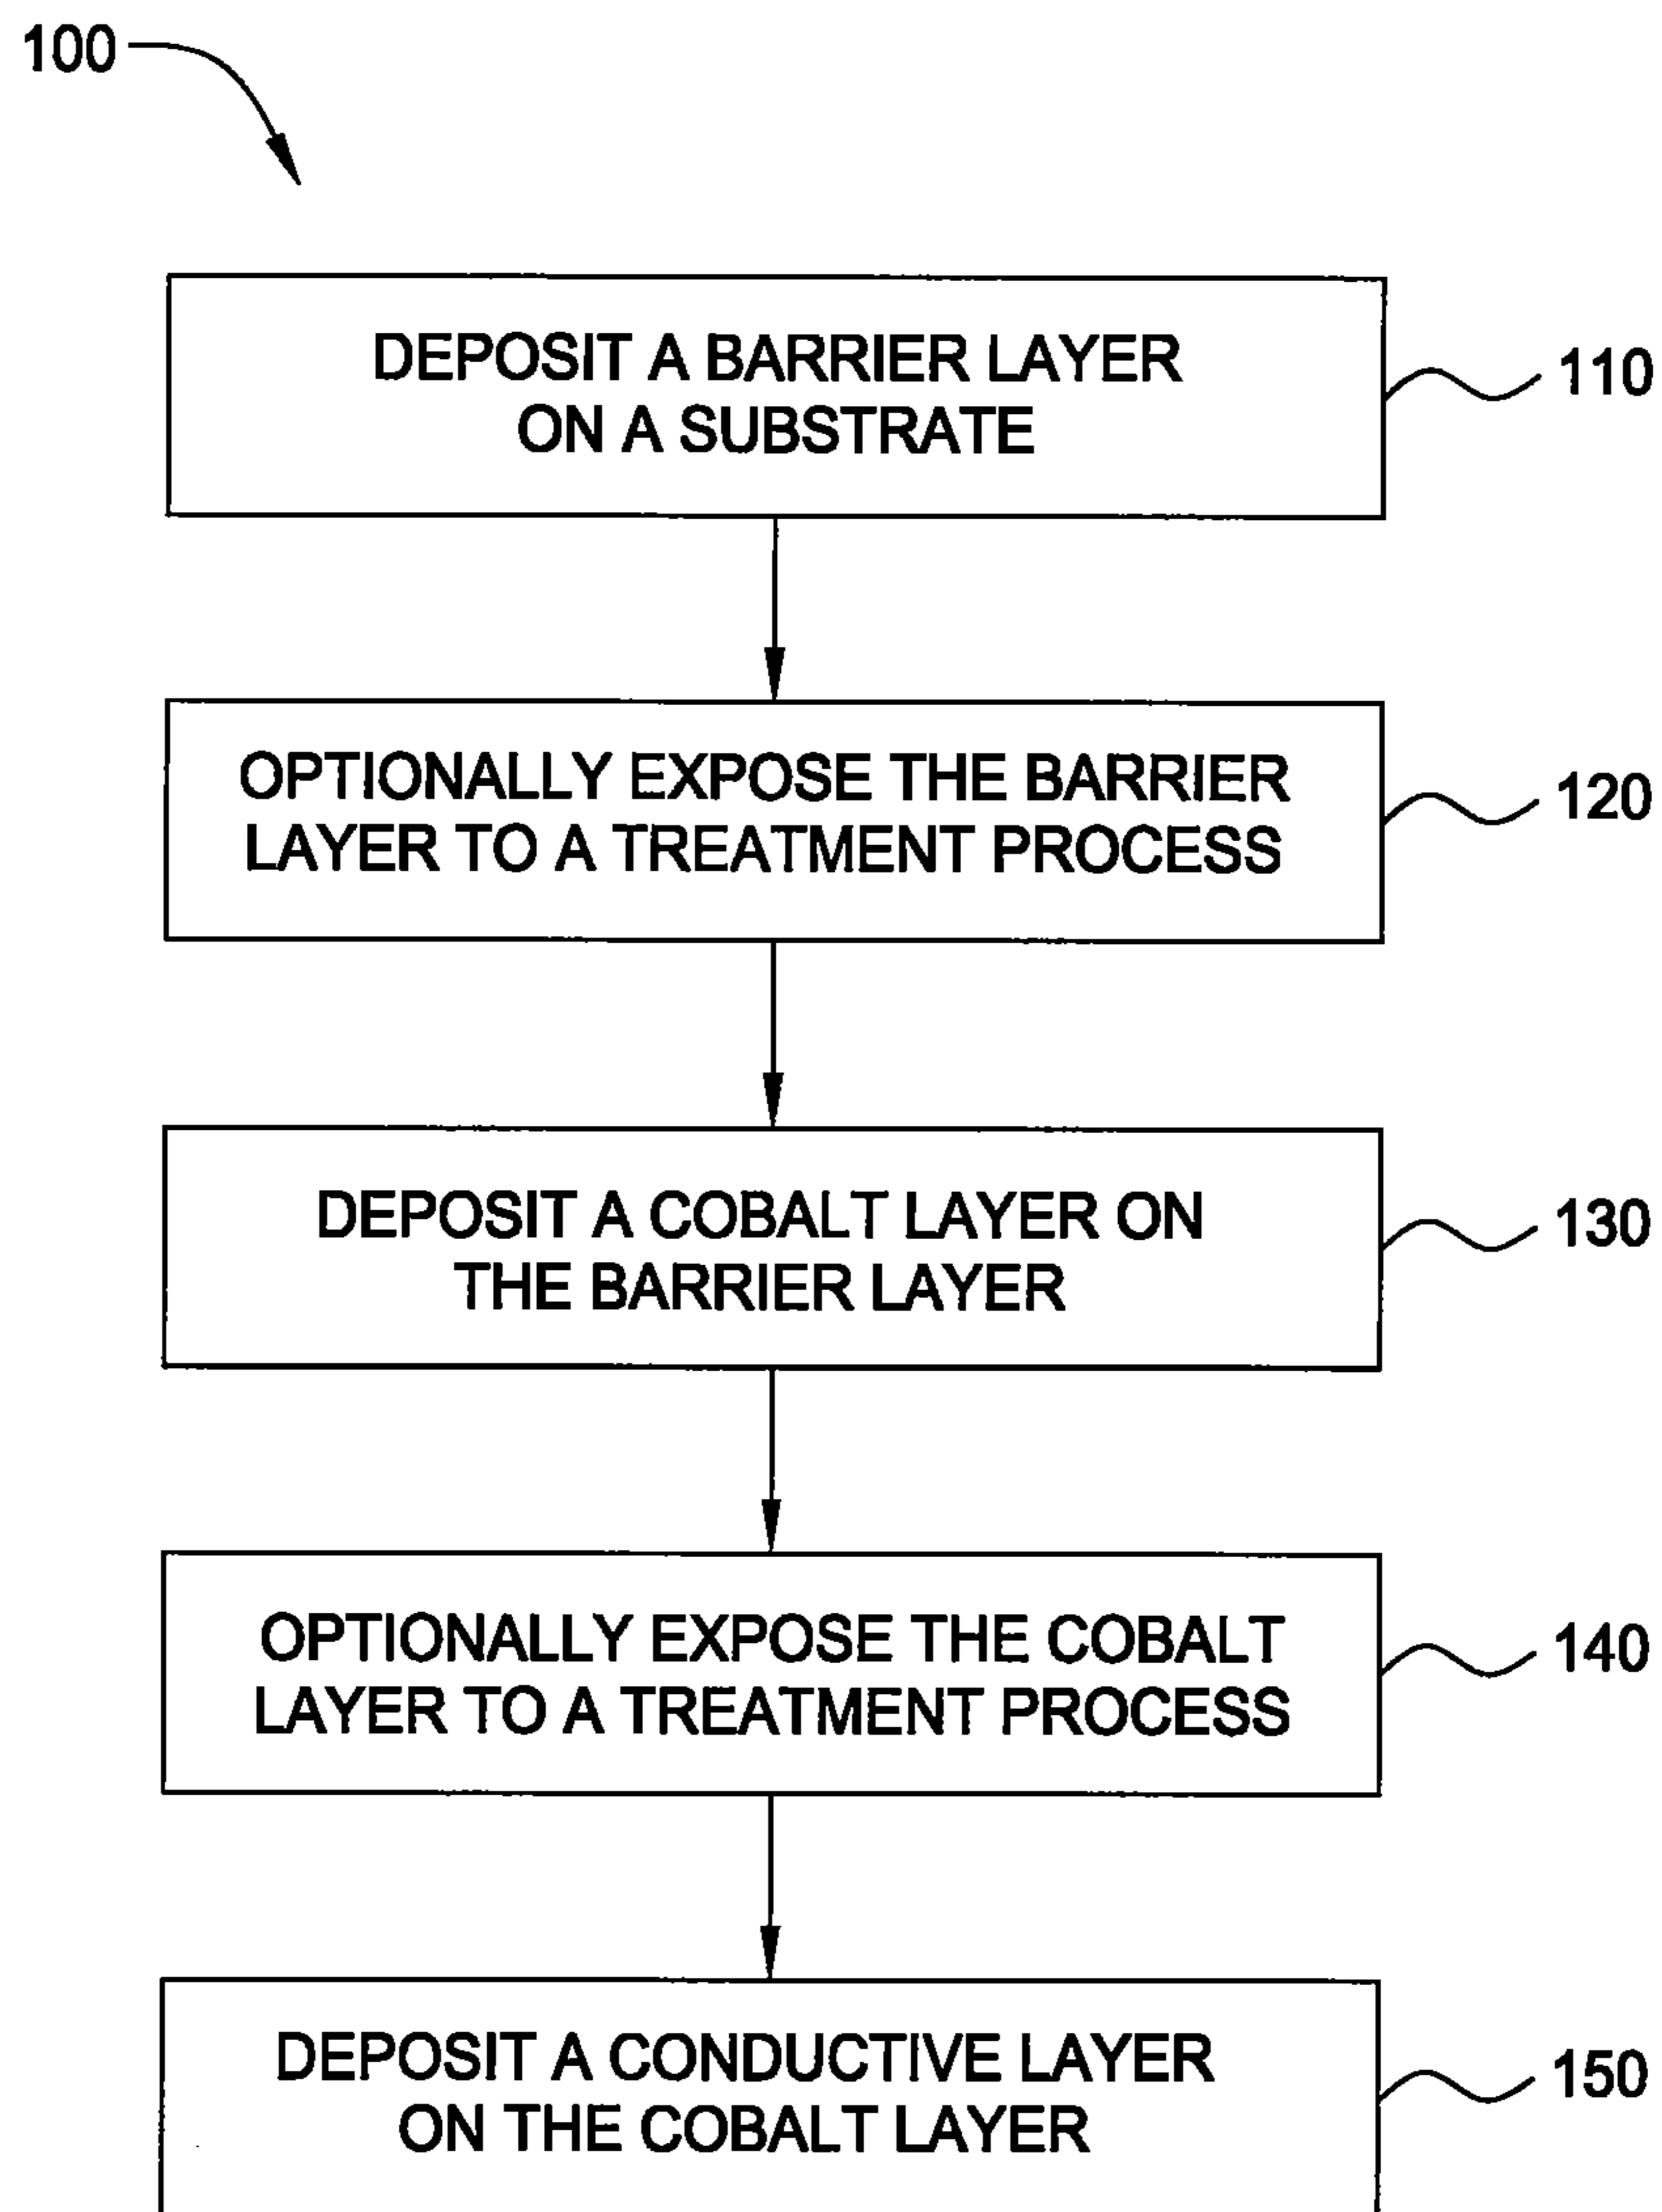 100
DEPOSIT A BARRIER LAYER
ON A SUBSTRATE
110
OPTIONALLY EXPOSE THE BARRIER
LAYER TO A TREATMENT PROCESS
120
DEPOSIT A COBALT LAYER ON
THE BARRIER LAYER
130
OPTIONALLY EXPOSE THE COBALT
LAYER TO A TREATMENT PROCESS
140
DEPOSIT A CONDUCTIVE LAYER
ON THE COBALT LAYER
150